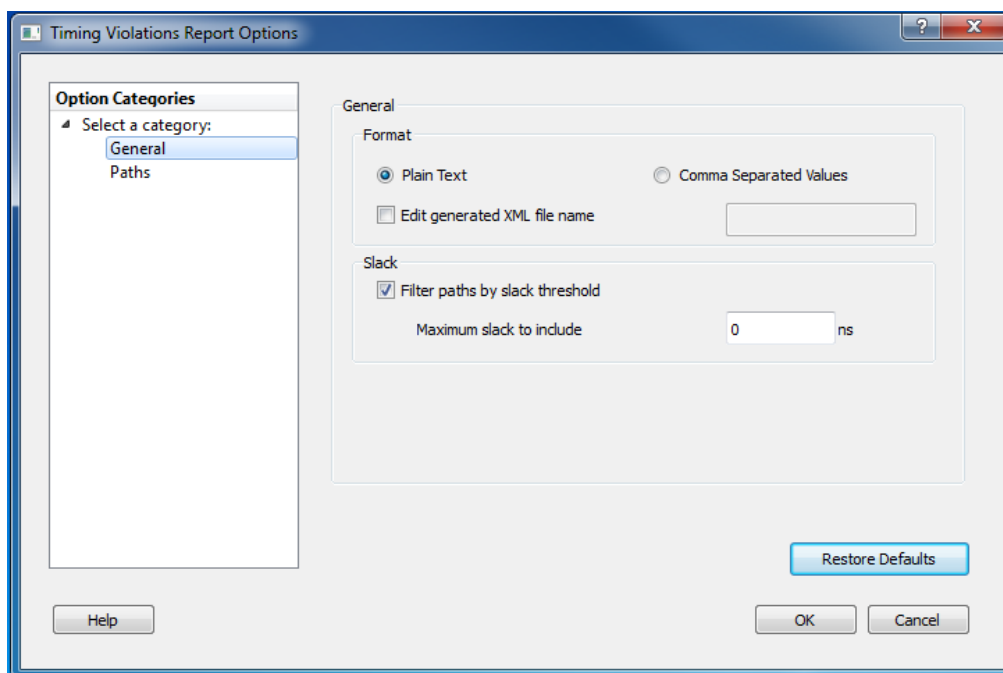 Timing Violations Report Options
?
Option Categories
Select a category:
General
Paths
General
Format
Plain Text
Comma Separated Values
Edit generated XML file name
Slack
Filter paths by slack threshold
Maximum slack to include
0
ns
Restore Defaults
Help
OK
Cancel